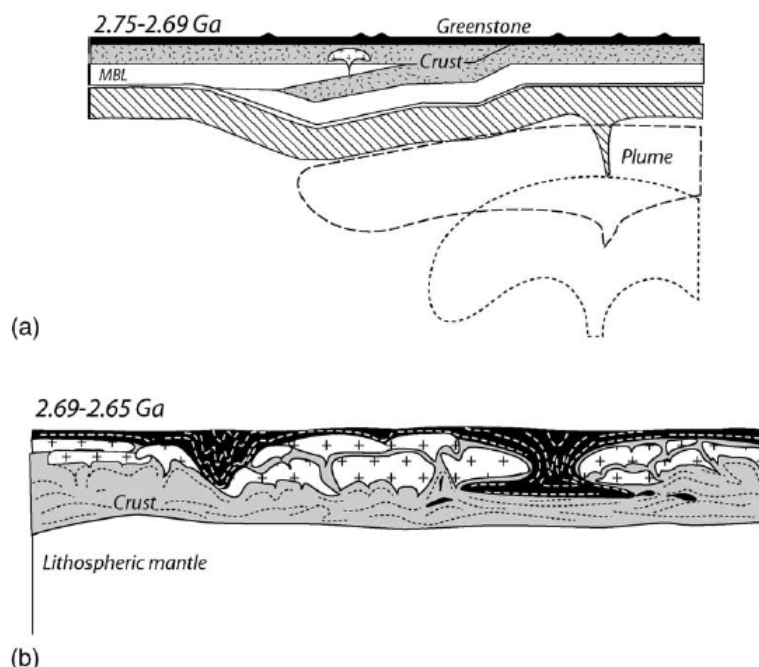 2.75-2.69 Ga
Greenstone
Crust
MBL
Plume
(a)
2.69-2.65 Ga
Crust
Lithospheric mantle
(b)